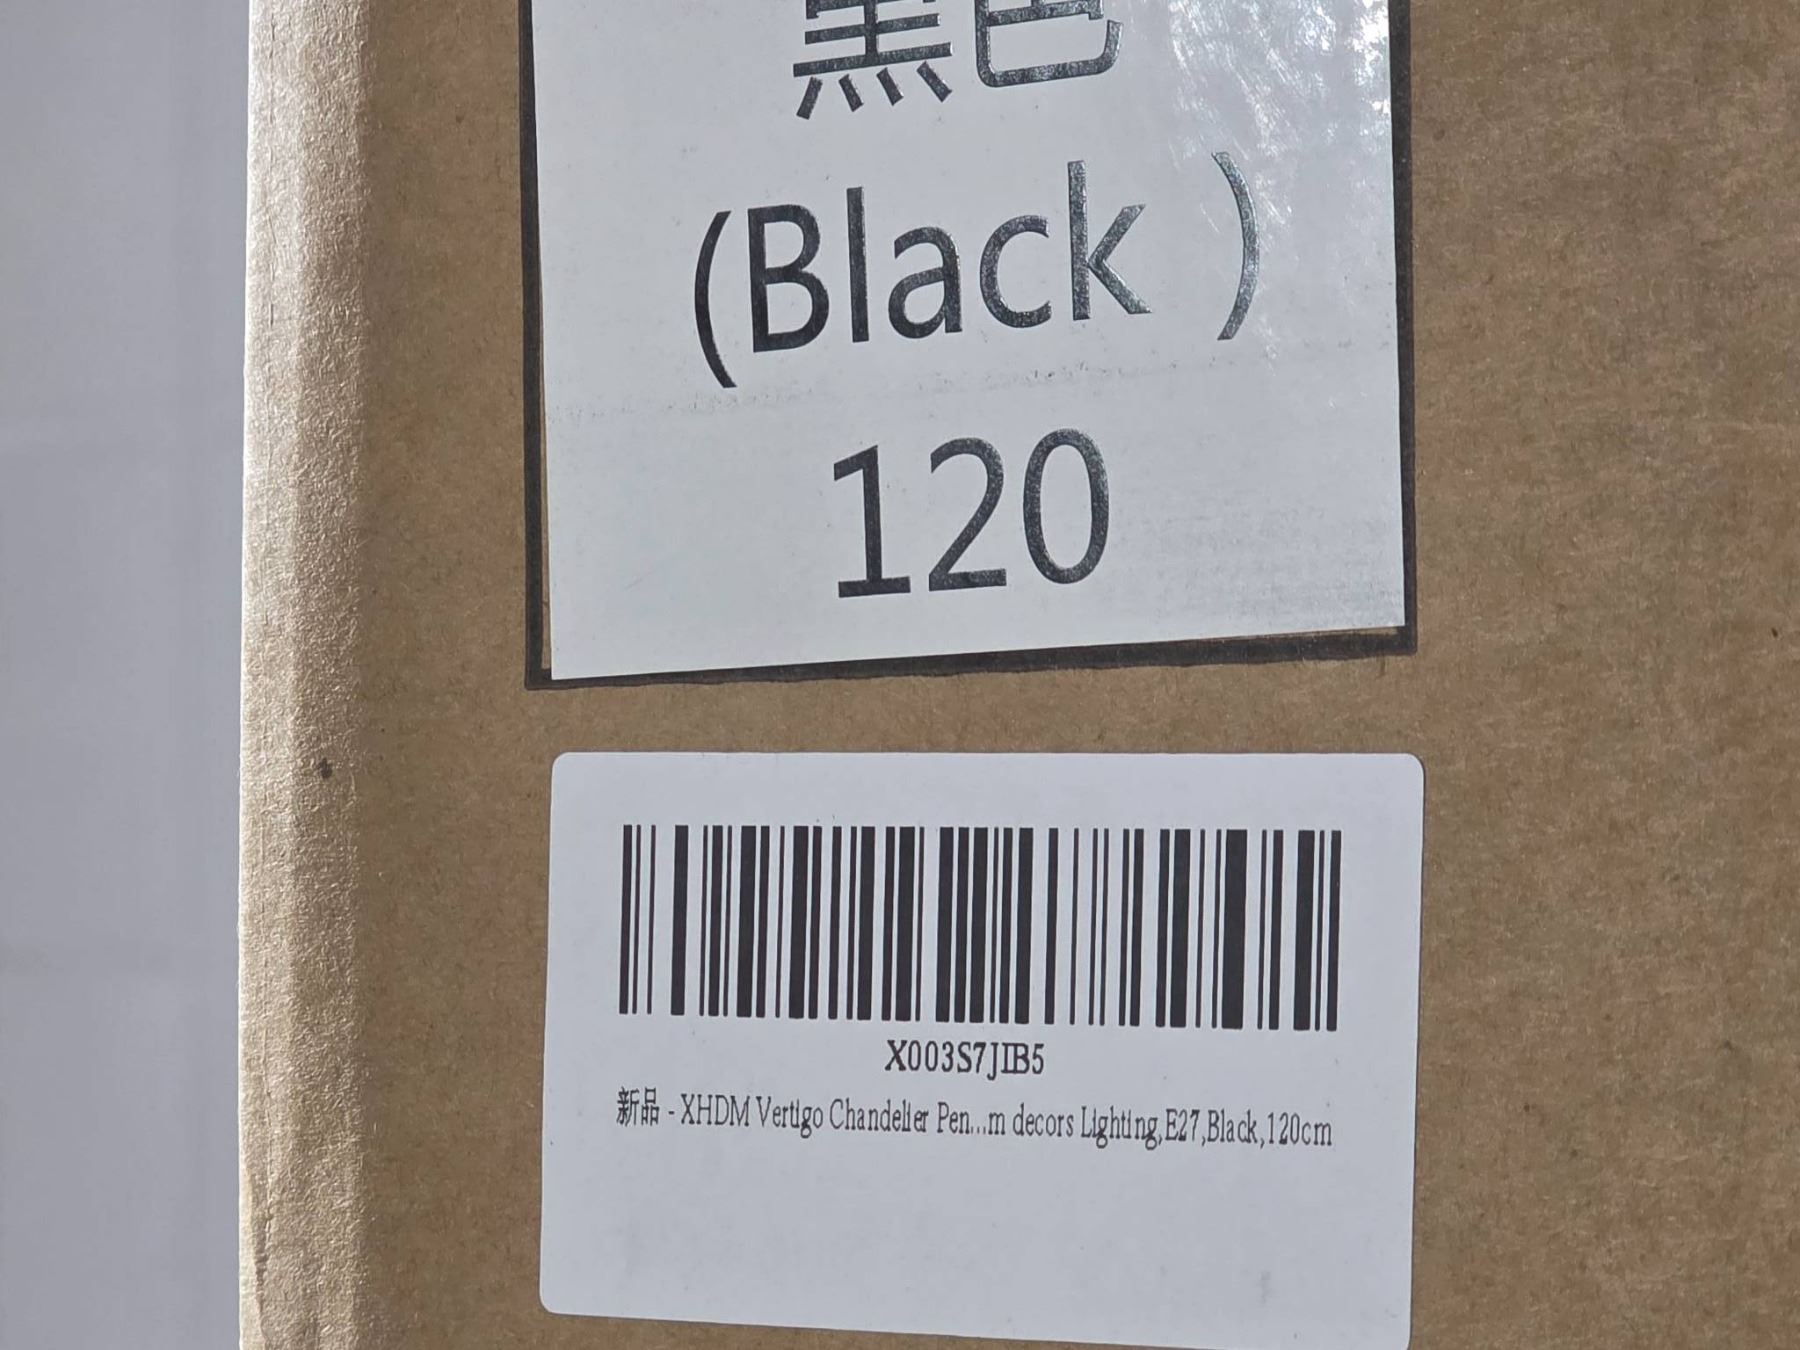 黑色
(Black )
120
X003S7JIB5
新品 - XHDM Vertigo Chandelier Pen...m decors Lighting,E27,Black,120cm